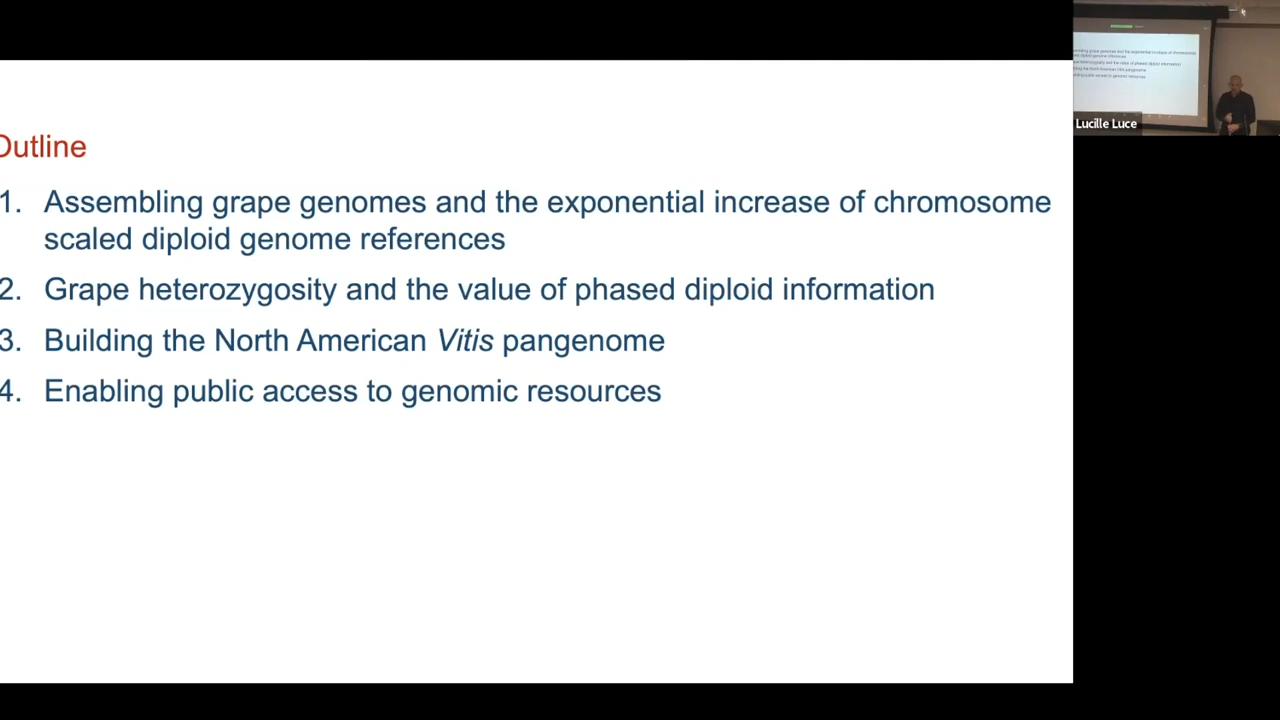 Outline
1. Assembling grape genomes and the exponential increase of chromosome
scaled diploid genome references
2. Grape heterozygosity and the value of phased diploid information
3. Building the North American Vitis pangenome
4. Enabling public access to genomic resources
Lucille Luce